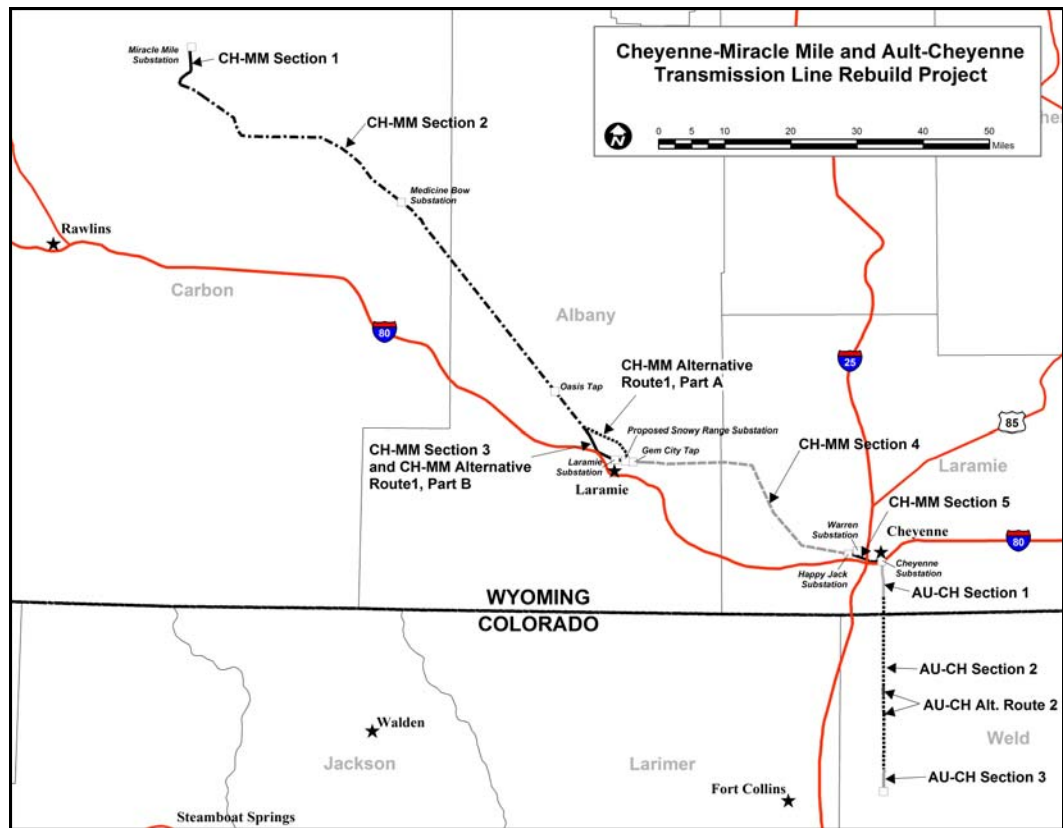 Cheyenne-Miracle Mile and Ault-Cheyenne
Transmission Line Rebuild Project
N
0 5 10 20 30 40 50
Miles
Miracle Mile
Substation
CH-MM Section 1
CH-MM Section 2
Medicine Bow
Substation
Rawlins
Carbon
80
Albany
25
Oasis Tap
CH-MM Alternative
Route1, Part A
85
Proposed Snowy Range Substation
CH-MM Section 3
and CH-MM Alternative
Route1, Part B
Gem City Tap
CH-MM Section 4
Laramie
Substation
Laramie
Laramie
CH-MM Section 5
Warren
Substation
Cheyenne
80
Happy Jack
Substation
Cheyenne
Substation
AU-CH Section 1
WYOMING
COLORADO
AU-CH Section 2
AU-CH Alt. Route 2
Walden
Weld
Jackson
Larimer
AU-CH Section 3
Fort Collins
Steamboat Springs